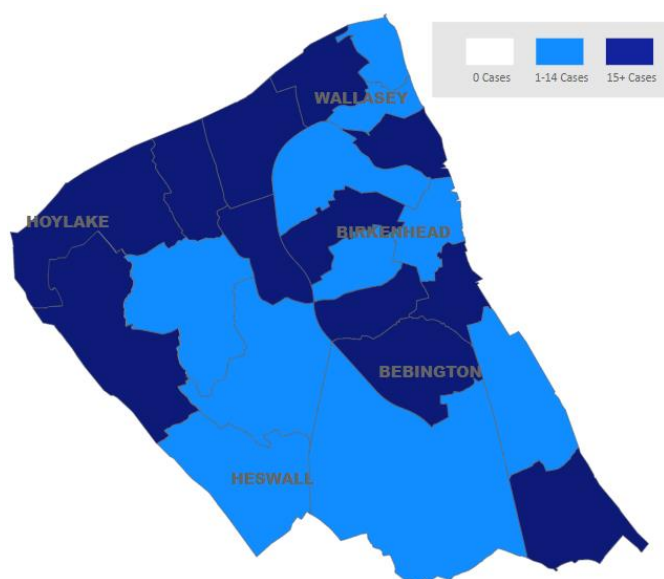 0 Cases 1-14 Cases 15+ Cases
WALLASEY
HOYLAKE
BIRKENHEAD
BEBINGTON
HESWALL